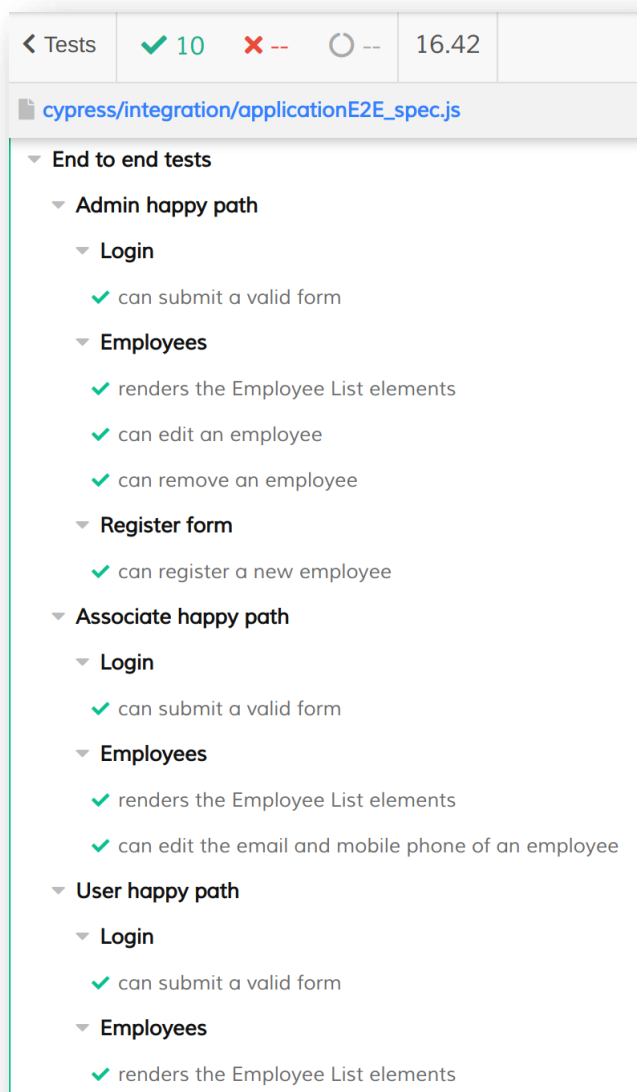 Tests 10 -- -- 16.42
cypress/integration/applicationE2E_spec.js
End to end tests
Admin happy path
Login
can submit a valid form
Employees
renders the Employee List elements
can edit an employee
can remove an employee
Register form
can register a new employee
Associate happy path
Login
can submit a valid form
Employees
renders the Employee List elements
can edit the email and mobile phone of an employee
User happy path
Login
can submit a valid form
Employees
renders the Employee List elements